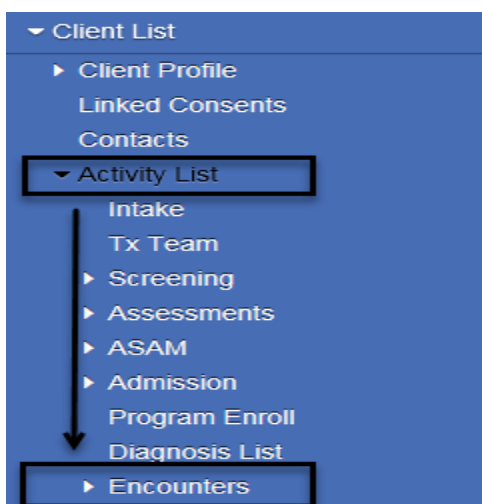 Client List
Client Profile
Linked Consents
Contacts
Activity List
Intake
Tx Team
Screening
Assessments
ASAM
Admission
Program Enroll
Diagnosis List
Encounters